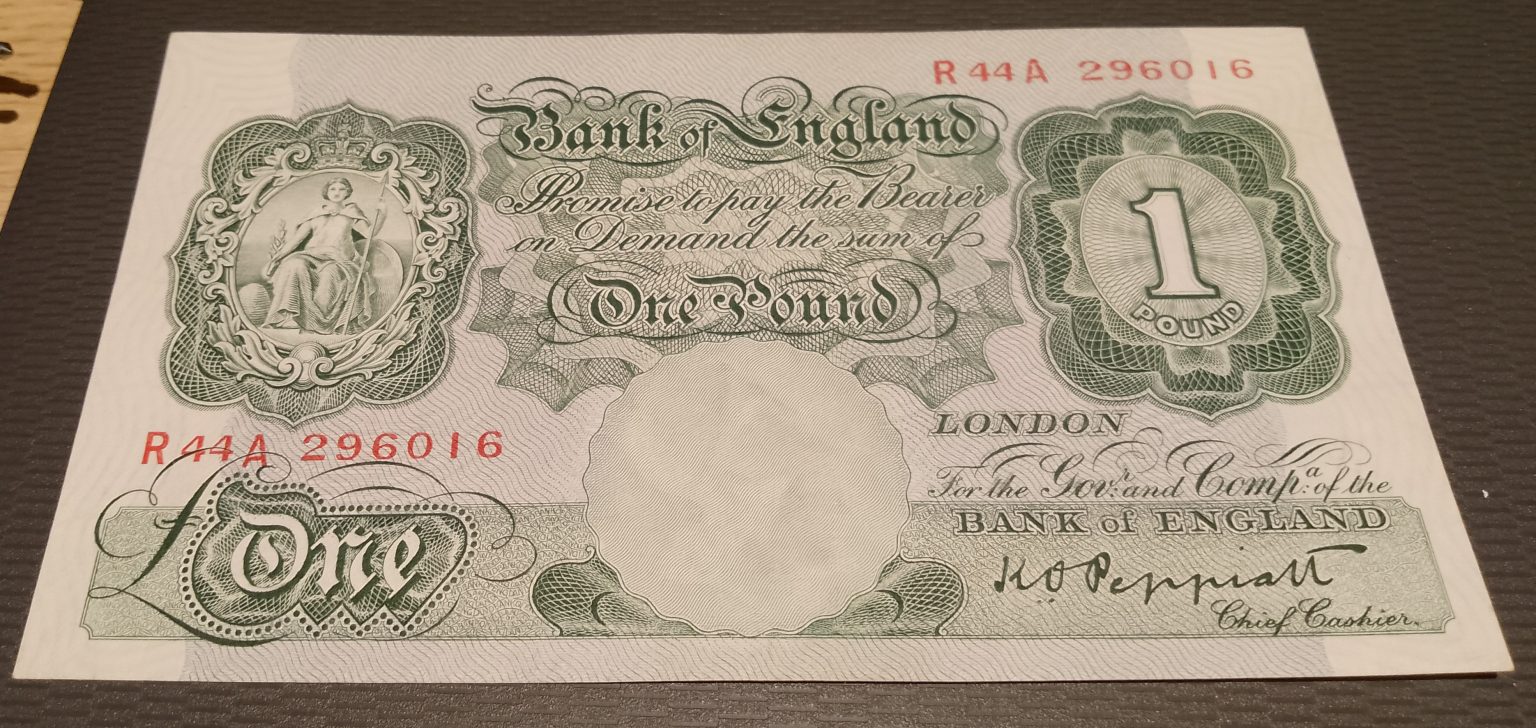 R44A 296016
Bank of England
Promise to pay the Bearer
on Demand the sum of
One Pound
1
POUND
R44A 296016
£ One
LONDON
For the Govr: and Compa: of the
BANK of ENGLAND
K O Peppiatt
Chief Cashier.